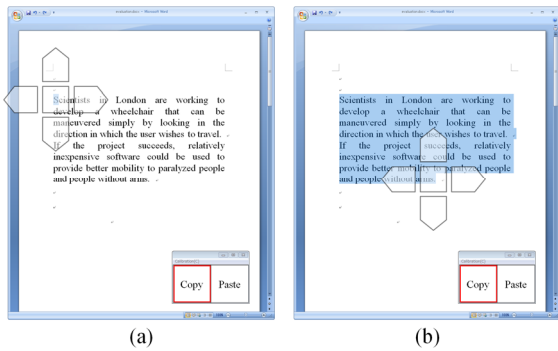 Scientists in London are working to
develop a wheelchair that can be
maneuvered simply by looking in the
direction in which the user wishes to travel.
If the project succeeds, relatively
inexpensive software could be used to
provide better mobility to paralyzed people
and people without arms.
Copy Paste
(a)
Scientists in London are working to
develop a wheelchair that can be
maneuvered simply by looking in the
direction in which the user wishes to travel.
If the project succeeds, relatively
inexpensive software could be used to
provide better mobility to paralyzed people
and people without arms.
Copy Paste
(b)